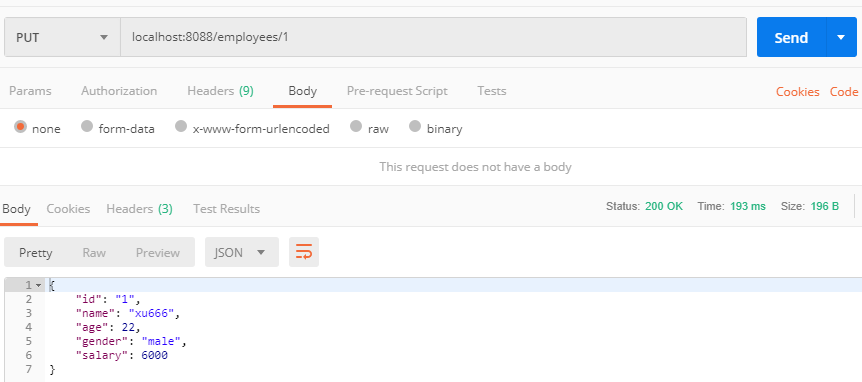 PUT localhost:8088/employees/1 Send
Params Authorization Headers (9) Body Pre-request Script Tests Cookies Code
none form-data x-www-form-urlencoded raw binary
This request does not have a body
Body Cookies Headers (3) Test Results Status: 200 OK Time: 193 ms Size: 196 B
Pretty Raw Preview JSON
1 {
2 "id": "1",
3 "name": "xu666",
4 "age": 22,
5 "gender": "male",
6 "salary": 6000
7 }